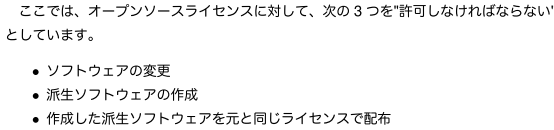 ここでは、オープンソースライセンスに対して、次の 3 つを"許可しなければならない"
としています。
● ソフトウェアの変更
● 派生ソフトウェアの作成
● 作成した派生ソフトウェアを元と同じライセンスで配布